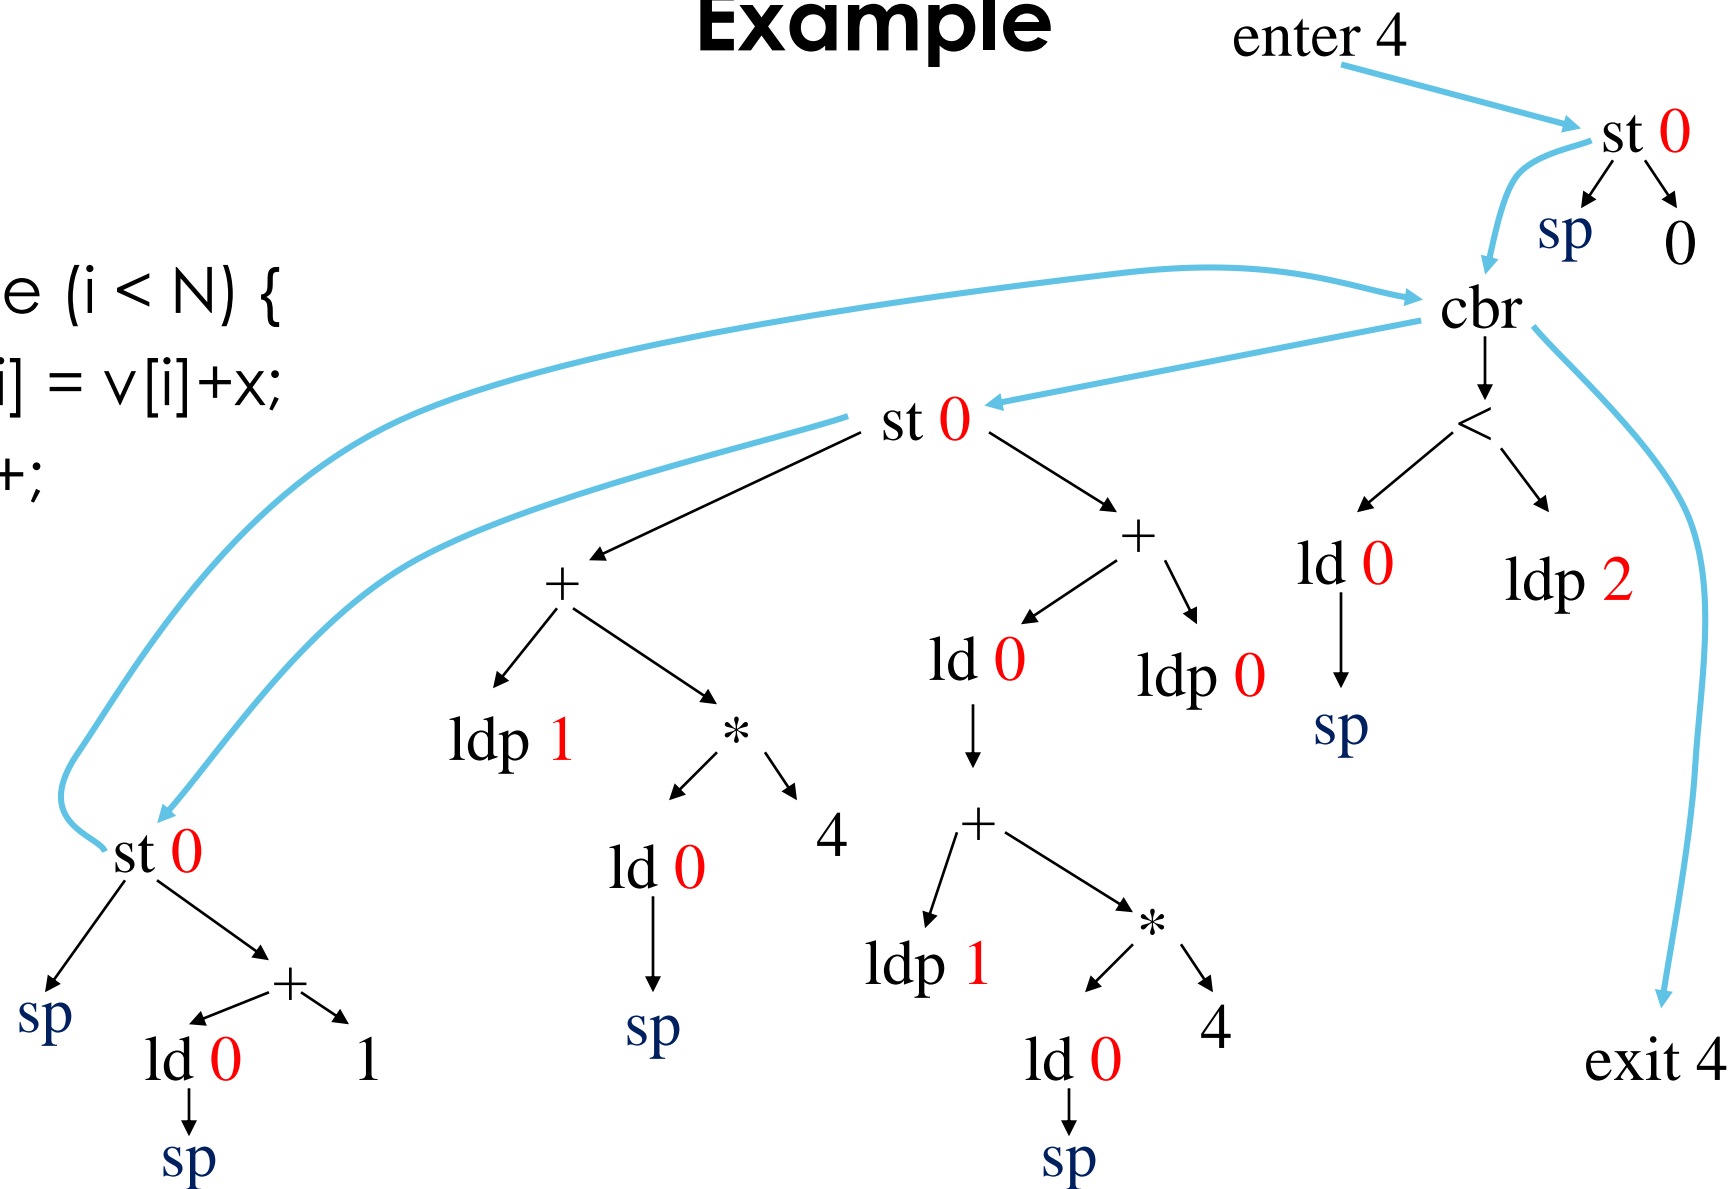 Example
enter 4
st 0
sp
0
e (i < N) {
cbr
i] = v[i]+x;
st 0
<
+;
+
ld 0
ldp 2
+
ld 0
ldp 0
sp
ldp 1
*
+
4
st 0
ld 0
*
ldp 1
sp
+
sp
4
ld 0
1
ld 0
exit 4
sp
sp